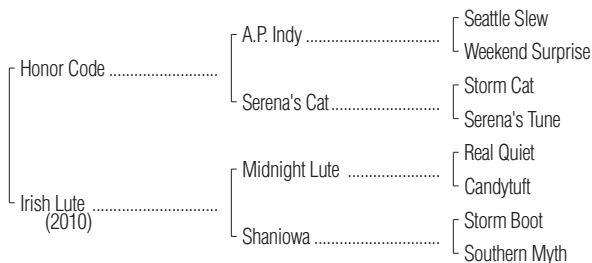 Seattle Slew
A.P. Indy ..............................
Weekend Surprise
Honor Code ........................
Storm Cat
Serena's Cat.........................
Serena's Tune
Real Quiet
Midnight Lute .....................
Candytuft
Irish Lute ............................
(2010)
Storm Boot
Shaniowa ............................
Southern Myth